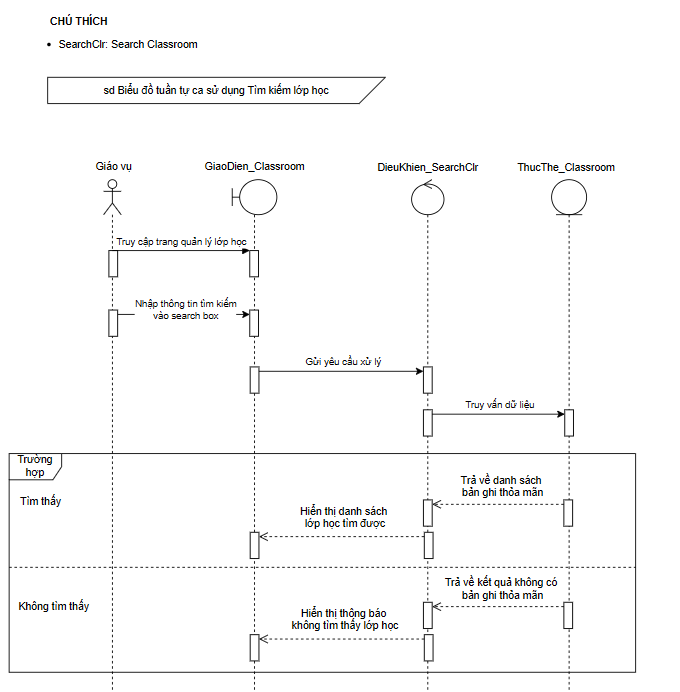 CHÚ THÍCH
SearchClr: Search Classroom
sd Biểu đồ tuần tự ca sử dụng Tìm kiếm lớp học
Giáo vụ
GiaoDien_Classroom
DieuKhien_SearchClr
ThucThe_Classroom
Truy cập trang quản lý lớp học
Nhập thông tin tìm kiếm
vào search box
Gửi yêu cầu xử lý
Truy vấn dữ liệu
Trường
hợp
Tìm thấy
Trả về danh sách
bản ghi thỏa mãn
Hiển thị danh sách
lớp học tìm được
Không tìm thấy
Trả về kết quả không có
bản ghi thỏa mãn
Hiển thị thông báo
không tìm thấy lớp học